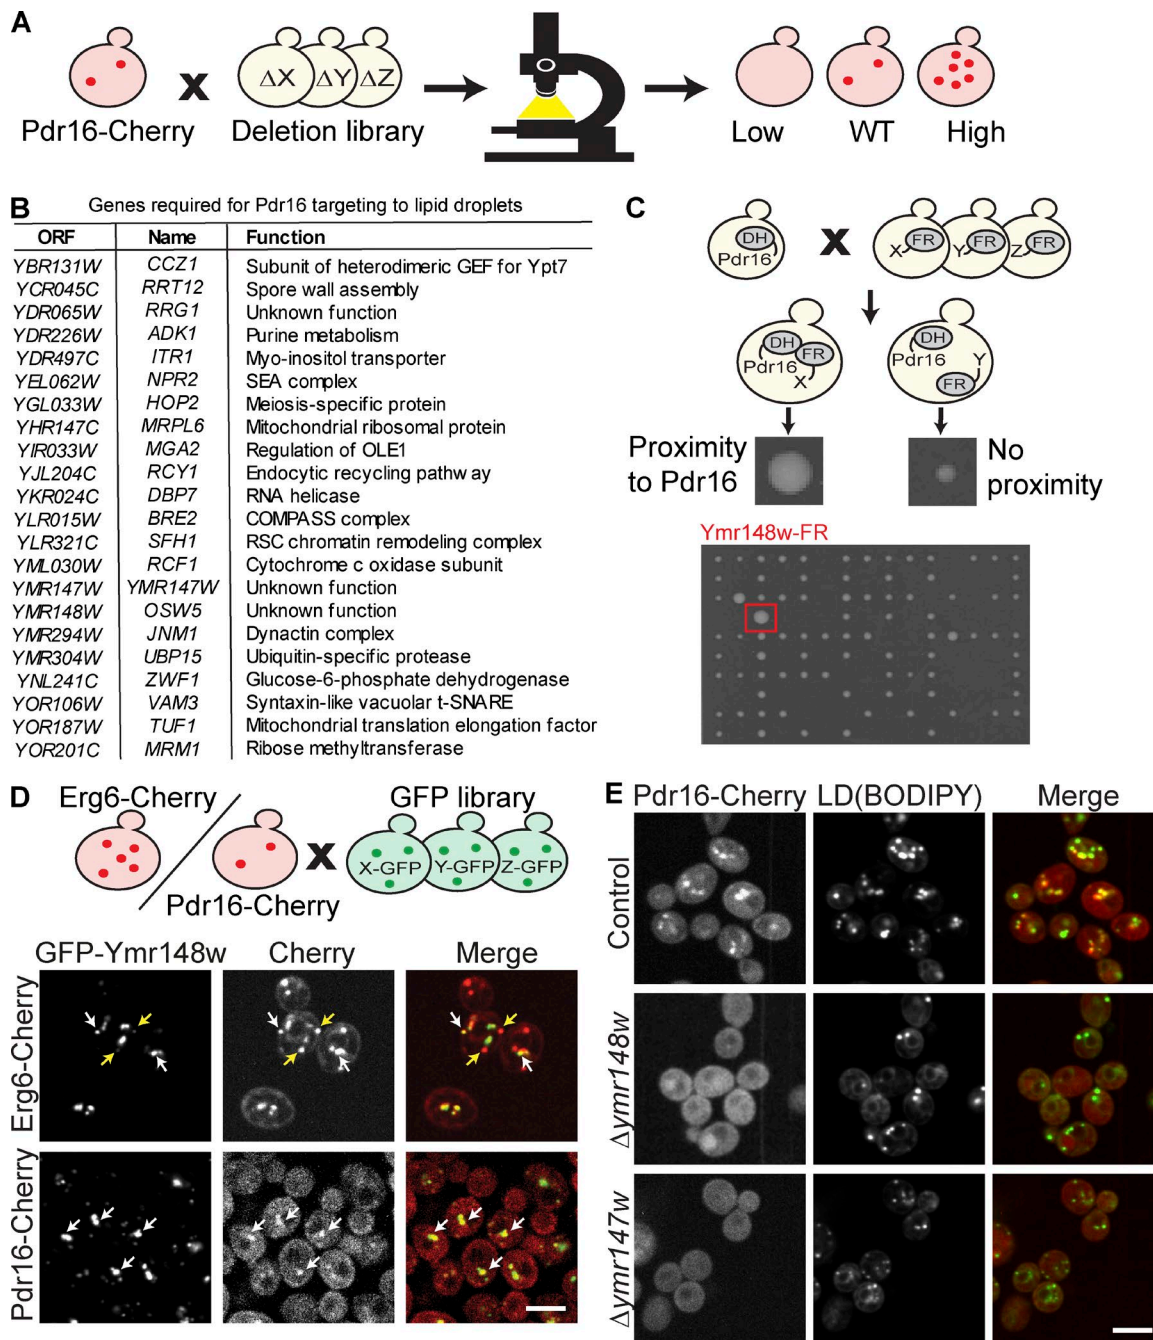 A
ΔX ΔY ΔZ
Pdr16-Cherry
X
Deletion library
Low
WT
High
B
Genes required for Pdr16 targeting to lipid droplets
ORF Name Function
YBR131W CCZ1 Subunit of heterodimeric GEF for Ypt7
YCR045C RRT12 Spore wall assembly
YDR065W RRG1 Unknown function
YDR226W ADK1 Purine metabolism
YDR497C ITR1 Myo-inositol transporter
YEL062W NPR2 SEA complex
YGL033W HOP2 Meiosis-specific protein
YHR147C MRPL6 Mitochondrial ribosomal protein
YIR033W MGA2 Regulation of OLE1
YJL204C RCY1 Endocytic recycling pathway
YKR024C DBP7 RNA helicase
YLR015W BRE2 COMPASS complex
YLR321C SFH1 RSC chromatin remodeling complex
YML030W RCF1 Cytochrome c oxidase subunit
YMR147W YMR147W Unknown function
YMR148W OSW5 Unknown function
YMR294W JNM1 Dynactin complex
YMR304W UBP15 Ubiquitin-specific protease
YNL241C ZWF1 Glucose-6-phosphate dehydrogenase
YOR106W VAM3 Syntaxin-like vacuolar t-SNARE
YOR187W TUF1 Mitochondrial translation elongation factor
YOR201C MRM1 Ribose methyltransferase
C
DH
Pdr16
X
X FR Y FR Z FR
DH
Pdr16
FR
X
DH
Pdr16
Y
FR
Proximity
to Pdr16
No
proximity
Ymr148w-FR
D
Erg6-Cherry
Pdr16-Cherry
X
GFP library
X-GFP Y-GFP Z-GFP
GFP-Ymr148w Cherry Merge
Erg6-Cherry
Pdr16-Cherry
E
Pdr16-Cherry LD(BODIPY) Merge
Control
Δymr148w
Δymr147w